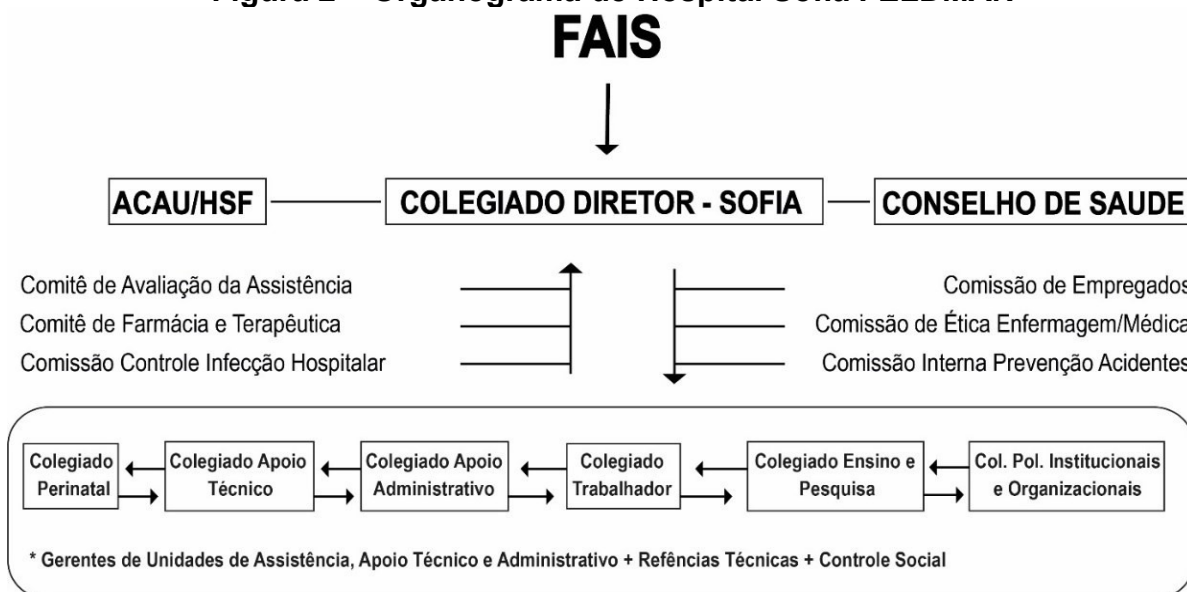 FAIS
ACAU/HSF
COLEGIADO DIRETOR - SOFIA
CONSELHO DE SAUDE
Comitê de Avaliação da Assistência
Comissão de Empregados
Comitê de Farmácia e Terapêutica
Comissão de Ética Enfermagem/Médica
Comissão Controle Infecção Hospitalar
Comissão Interna Prevenção Acidentes
Colegiado
Perinatal
Colegiado Apoio
Técnico
Colegiado Apoio
Administrativo
Colegiado
Trabalhador
Colegiado Ensino e
Pesquisa
Col. Pol. Institucionais
e Organizacionais
* Gerentes de Unidades de Assistência, Apoio Técnico e Administrativo + Refências Técnicas + Controle Social